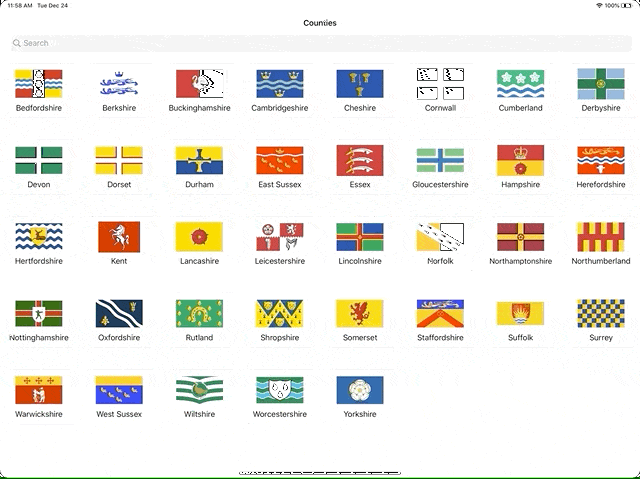 11:58 AM Tue Dec 24 100%
Counties
Search
Bedfordshire Berkshire Buckinghamshire Cambridgeshire Cheshire Cornwall Cumberland Derbyshire
Devon Dorset Durham East Sussex Essex Gloucestershire Hampshire Herefordshire
Hertfordshire Kent Lancashire Leicestershire Lincolnshire Norfolk Northamptonshire Northumberland
Nottinghamshire Oxfordshire Rutland Shropshire Somerset Staffordshire Suffolk Surrey
Warwickshire West Sussex Wiltshire Worcestershire Yorkshire